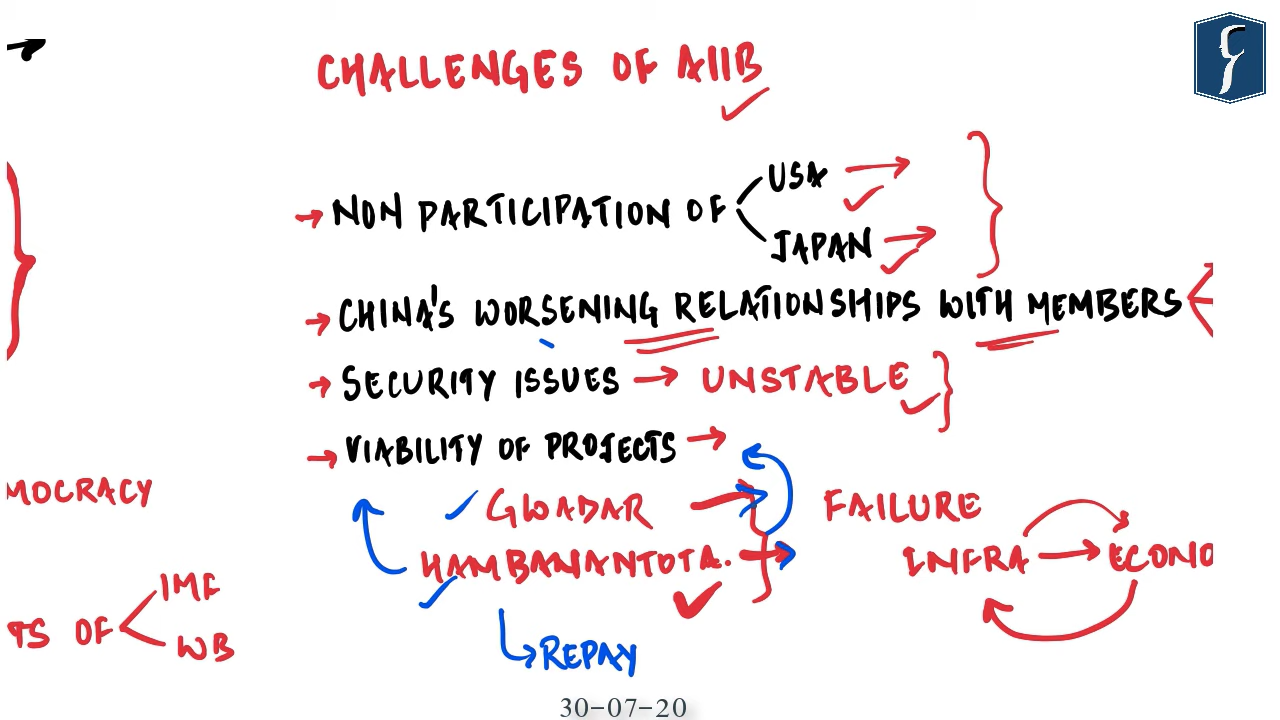 CHALLENGES OF AIIB
→ NON PARTICIPATION OF USA →
JAPAN →
→ CHINA'S WORSENING RELATIONSHIPS WITH MEMBERS
→ SECURITY ISSUES → UNSTABLE
→ VIABILITY OF PROJECTS →
MOCRACY
GWADAR → FAILURE
HAMBANANTOTA. → INFRA → ECONO
TS OF IMF
WB
REPAY
30-07-20